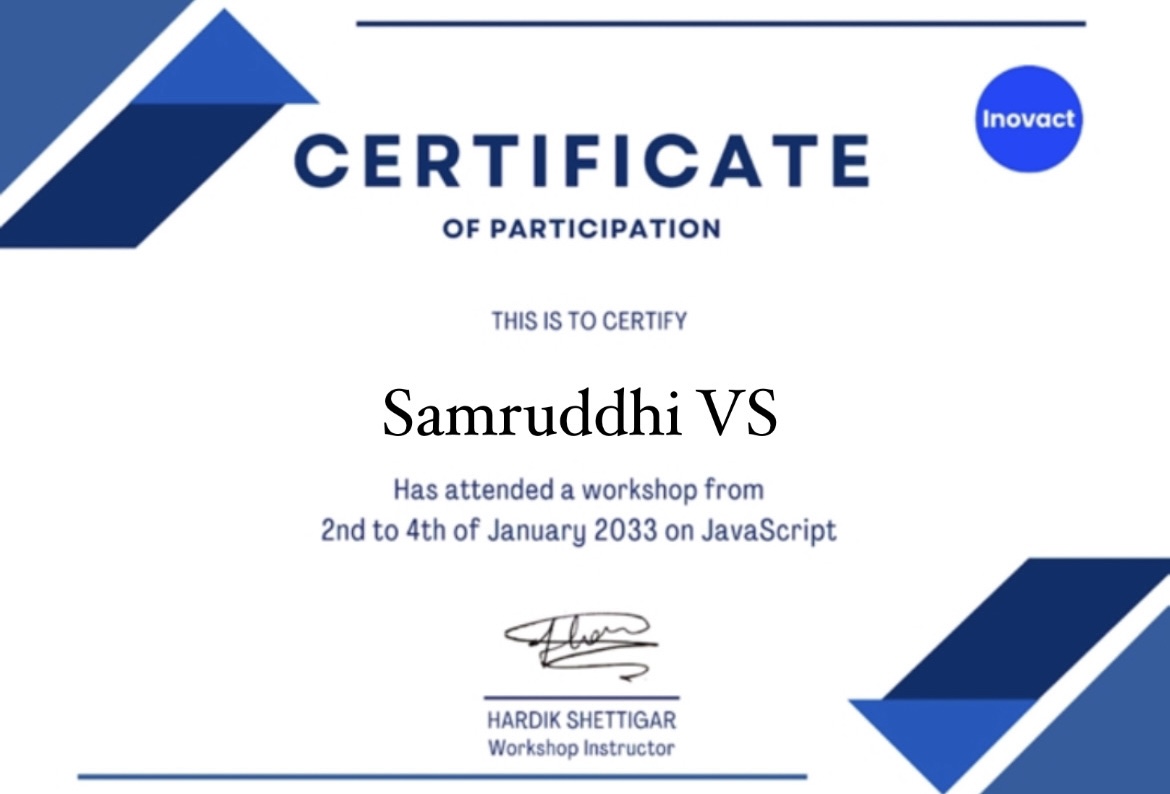 Inovact
CERTIFICATE
OF PARTICIPATION
THIS IS TO CERTIFY
Samruddhi VS
Has attended a workshop from
2nd to 4th of January 2033 on JavaScript
HARDIK SHETTIGAR
Workshop Instructor